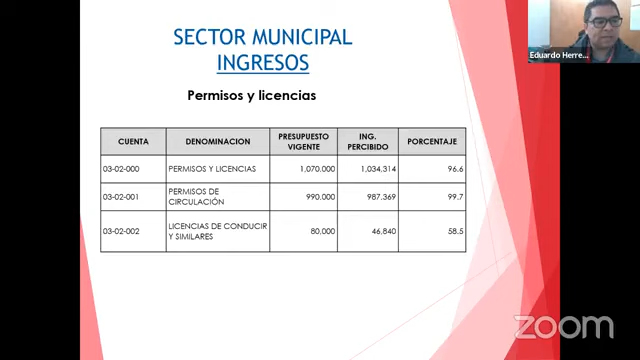 SECTOR MUNICIPAL
INGRESOS
Permisos y licencias
CUENTA DENOMINACION PRESUPUESTO VIGENTE ING. PERCIBIDO PORCENTAJE
03-02-000 PERMISOS Y LICENCIAS 1,070.000 1,034,314 96.6
03-02-001 PERMISOS DE CIRCULACIÓN 990.000 987.369 99.7
03-02-002 LICENCIAS DE CONDUCIR Y SIMILARES 80.000 46,840 58.5
Eduardo Herre...
zoom